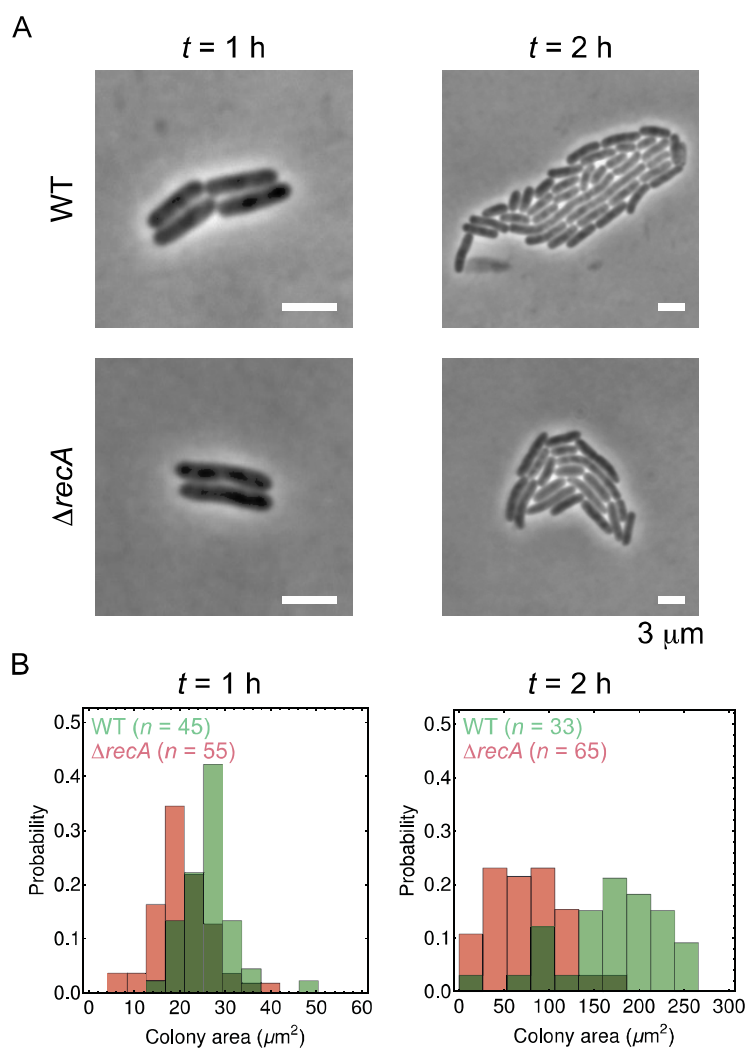 A
t = 1 h
t = 2 h
WT
ΔrecA
3 μm
B
t = 1 h
t = 2 h
0.5
0.4
0.3
0.2
0.1
0.0
Probability
WT (n = 45)
ΔrecA (n = 55)
0 10 20 30 40 50 60
Colony area (μm²)
0.5
0.4
0.3
0.2
0.1
0.0
Probability
WT (n = 33)
ΔrecA (n = 65)
0 50 100 150 200 250 300
Colony area (μm²)